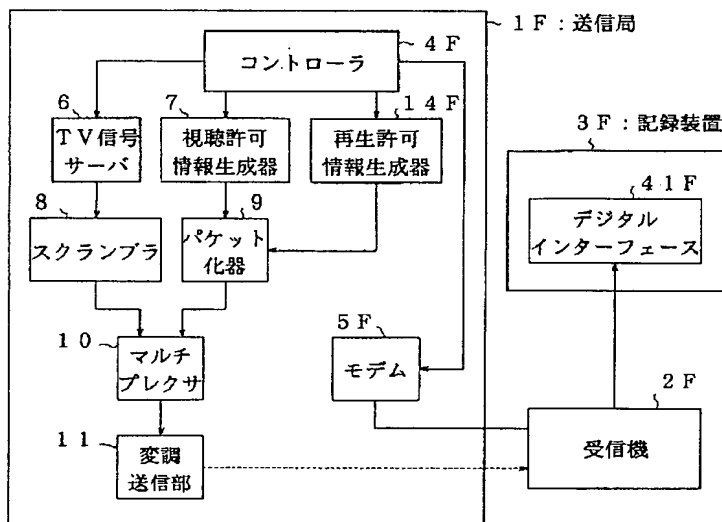 1F：送信局
4F
コントローラ
6
TV信号
サーバ
7
視聴許可
情報生成器
14F
再生許可
情報生成器
3F：記録装置
41F
デジタル
インターフェース
8
スクランブラ
9
パケット
化器
10
マルチ
プレクサ
5F
モデム
2F
受信機
11
変調
送信部